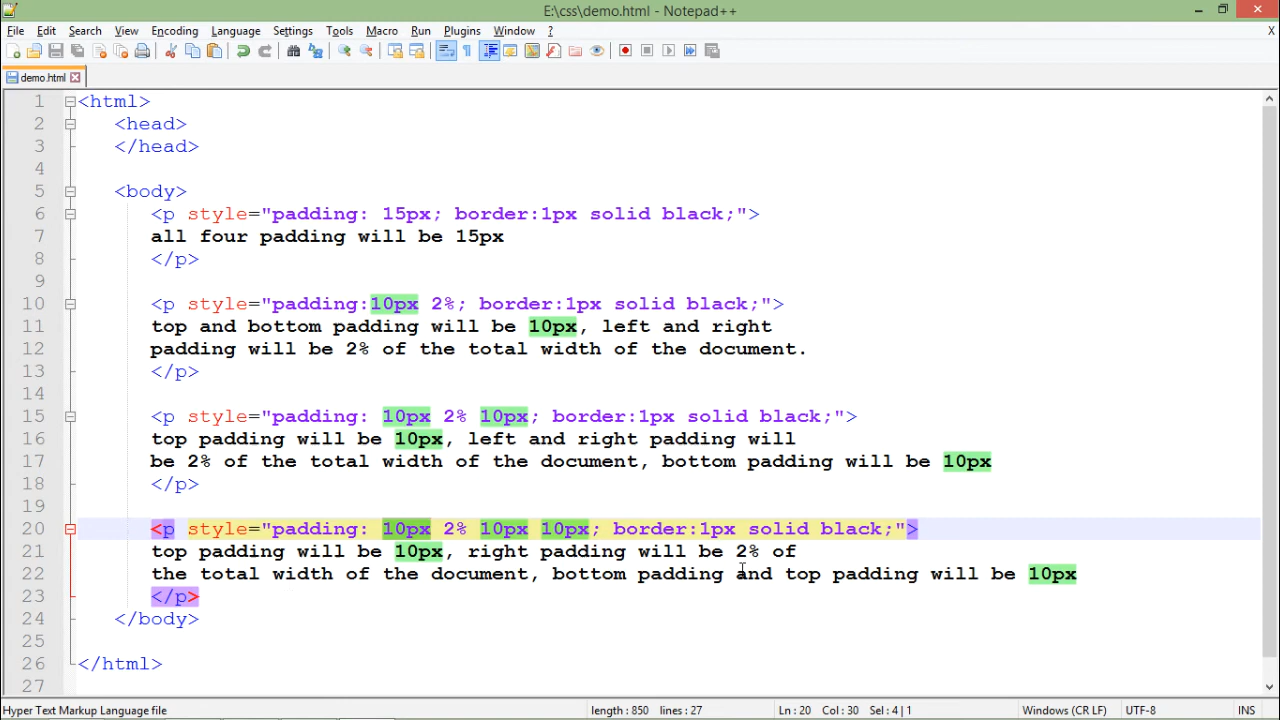 E:\css\demo.html - Notepad++
File Edit Search View Encoding Language Settings Tools Macro Run Plugins Window ? X
demo.html
1 <html>
2 <head>
3 </head>
4
5 <body>
6 <p style="padding: 15px; border:1px solid black;">
7 all four padding will be 15px
8 </p>
9
10 <p style="padding:10px 2%; border:1px solid black;">
11 top and bottom padding will be 10px, left and right
12 padding will be 2% of the total width of the document.
13 </p>
14
15 <p style="padding: 10px 2% 10px; border:1px solid black;">
16 top padding will be 10px, left and right padding will
17 be 2% of the total width of the document, bottom padding will be 10px
18 </p>
19
20 <p style="padding: 10px 2% 10px 10px; border:1px solid black;">
21 top padding will be 10px, right padding will be 2% of
22 the total width of the document, bottom padding and top padding will be 10px
23 </p>
24 </body>
25
26 </html>
27
Hyper Text Markup Language file length : 850 lines : 27 Ln : 20 Col : 30 Sel : 4 | 1 Windows (CR LF) UTF-8 INS